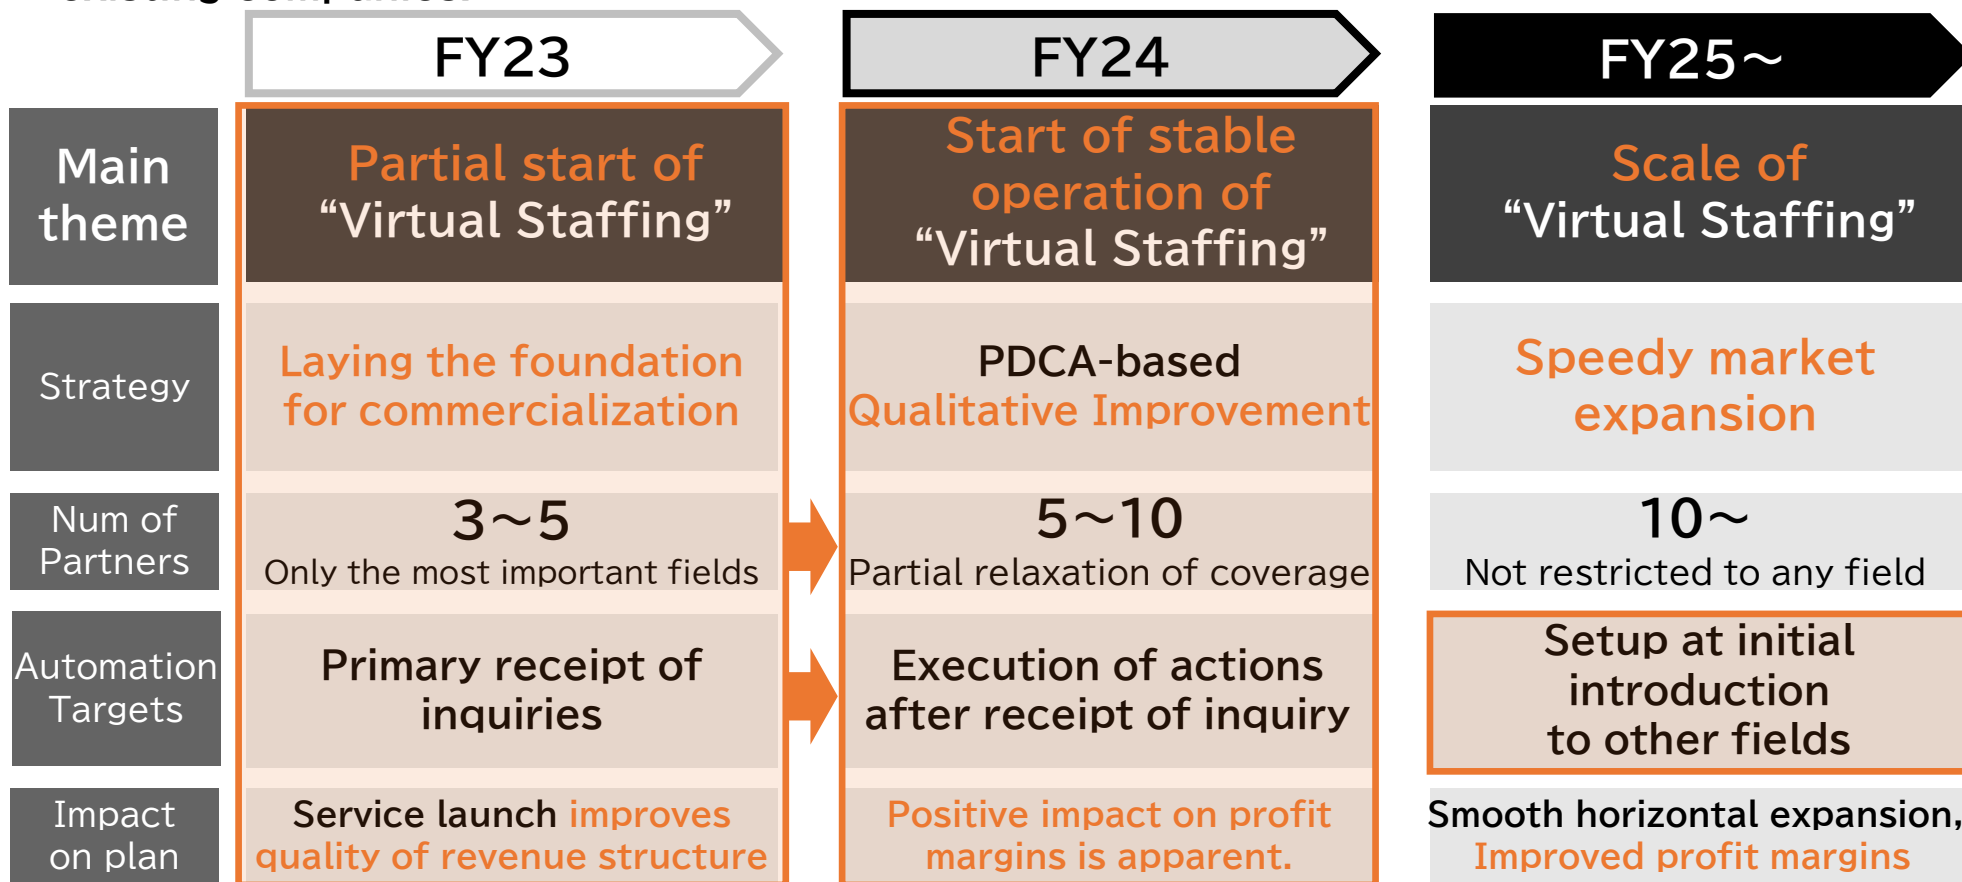 existing companies.
FY23
FY24
FY25～
Main
theme
Partial start of
“Virtual Staffing”
Start of stable
operation of
“Virtual Staffing”
Scale of
“Virtual Staffing”
Strategy
Laying the foundation
for commercialization
PDCA-based
Qualitative Improvement
Speedy market
expansion
Num of
Partners
3～5
Only the most important fields
5～10
Partial relaxation of coverage
10～
Not restricted to any field
Automation
Targets
Primary receipt of
inquiries
Execution of actions
after receipt of inquiry
Setup at initial
introduction
to other fields
Impact
on plan
Service launch improves
quality of revenue structure
Positive impact on profit
margins is apparent.
Smooth horizontal expansion,
Improved profit margins